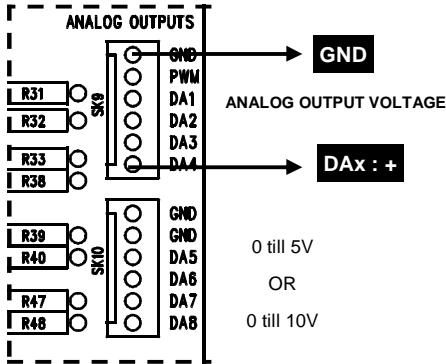 ANALOG OUTPUTS
GND
PWM
DA1
DA2
DA3
DA4
SK9
R31
R32
R33
R38
GND
GND
DA5
DA6
DA7
DA8
SK10
R39
R40
R47
R48
GND
ANALOG OUTPUT VOLTAGE
DAx : +
0 till 5V
OR
0 till 10V